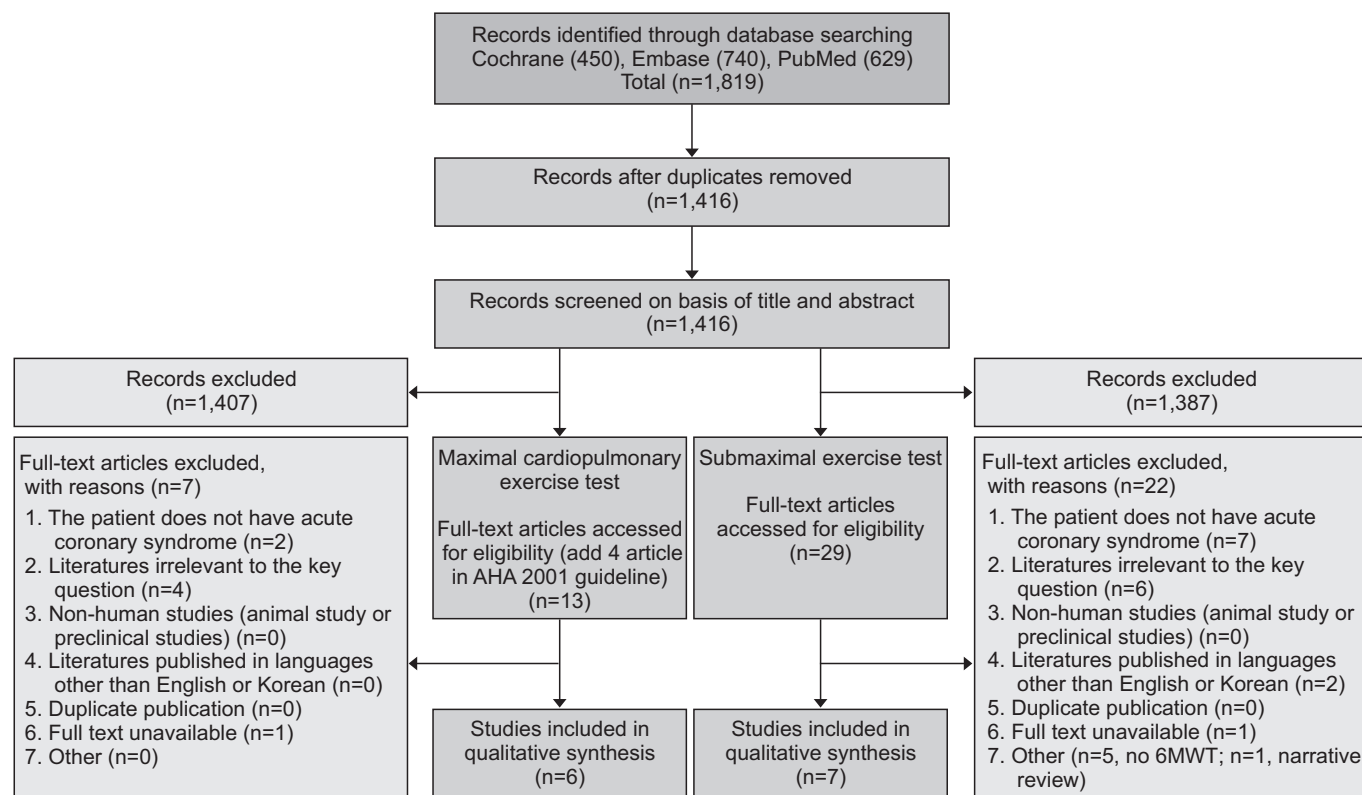 Records identified through database searching
Cochrane (450), Embase (740), PubMed (629)
Total (n=1,819)
Records after duplicates removed
(n=1,416)
Records screened on basis of title and abstract
(n=1,416)
Records excluded
(n=1,407)
Records excluded
(n=1,387)
Full-text articles excluded,
with reasons (n=7)
1. The patient does not have acute
coronary syndrome (n=2)
2. Literatures irrelevant to the key
question (n=4)
3. Non-human studies (animal study or
preclinical studies) (n=0)
4. Literatures published in languages
other than English or Korean (n=0)
5. Duplicate publication (n=0)
6. Full text unavailable (n=1)
7. Other (n=0)
Maximal cardiopulmonary
exercise test
Full-text articles accessed
for eligibility (add 4 article
in AHA 2001 guideline)
(n=13)
Submaximal exercise test
Full-text articles
accessed for eligibility
(n=29)
Full-text articles excluded,
with reasons (n=22)
1. The patient does not have acute
coronary syndrome (n=7)
2. Literatures irrelevant to the key
question (n=6)
3. Non-human studies (animal study or
preclinical studies) (n=0)
4. Literatures published in languages
other than English or Korean (n=2)
5. Duplicate publication (n=0)
6. Full text unavailable (n=1)
7. Other (n=5, no 6MWT; n=1, narrative
review)
Studies included in
qualitative synthesis
(n=6)
Studies included in
qualitative synthesis
(n=7)